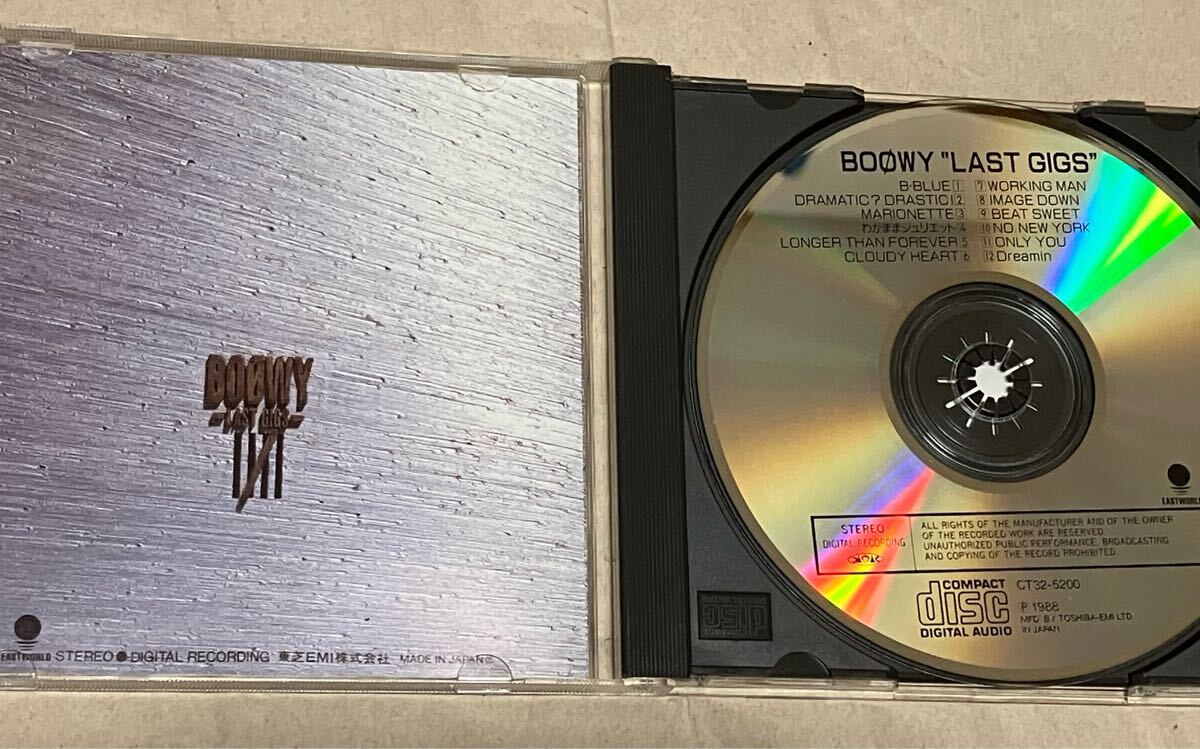 BOØWY
-LAST GIGS-
EASTWORLD STEREO●DIGITAL RECORDING 東芝EMI株式会社 MADE IN JAPAN
BOØWY "LAST GIGS"
B·BLUE 1 7 WORKING MAN
DRAMATIC? DRASTIC! 2 8 IMAGE DOWN
MARIONETTE 3 9 BEAT SWEET
わがままジュリエット 4 10 NO. NEW YORK
LONGER THAN FOREVER 5 11 ONLY YOU
CLOUDY HEART 6 12 Dreamin
EASTWORLD
STEREO
DIGITAL RECORDING
ALL RIGHTS OF THE MANUFACTURER AND OF THE OWNER
OF THE RECORDED WORK ARE RESERVED
UNAUTHORIZED PUBLIC PERFORMANCE, BROADCASTING
AND COPYING OF THE RECORD PROHIBITED.
COMPACT
disc
DIGITAL AUDIO
CT32-5200
Ⓟ 1988
MFD BY TOSHIBA-EMI LTD
IN JAPAN
COMPACT
disc
DIGITAL AUDIO